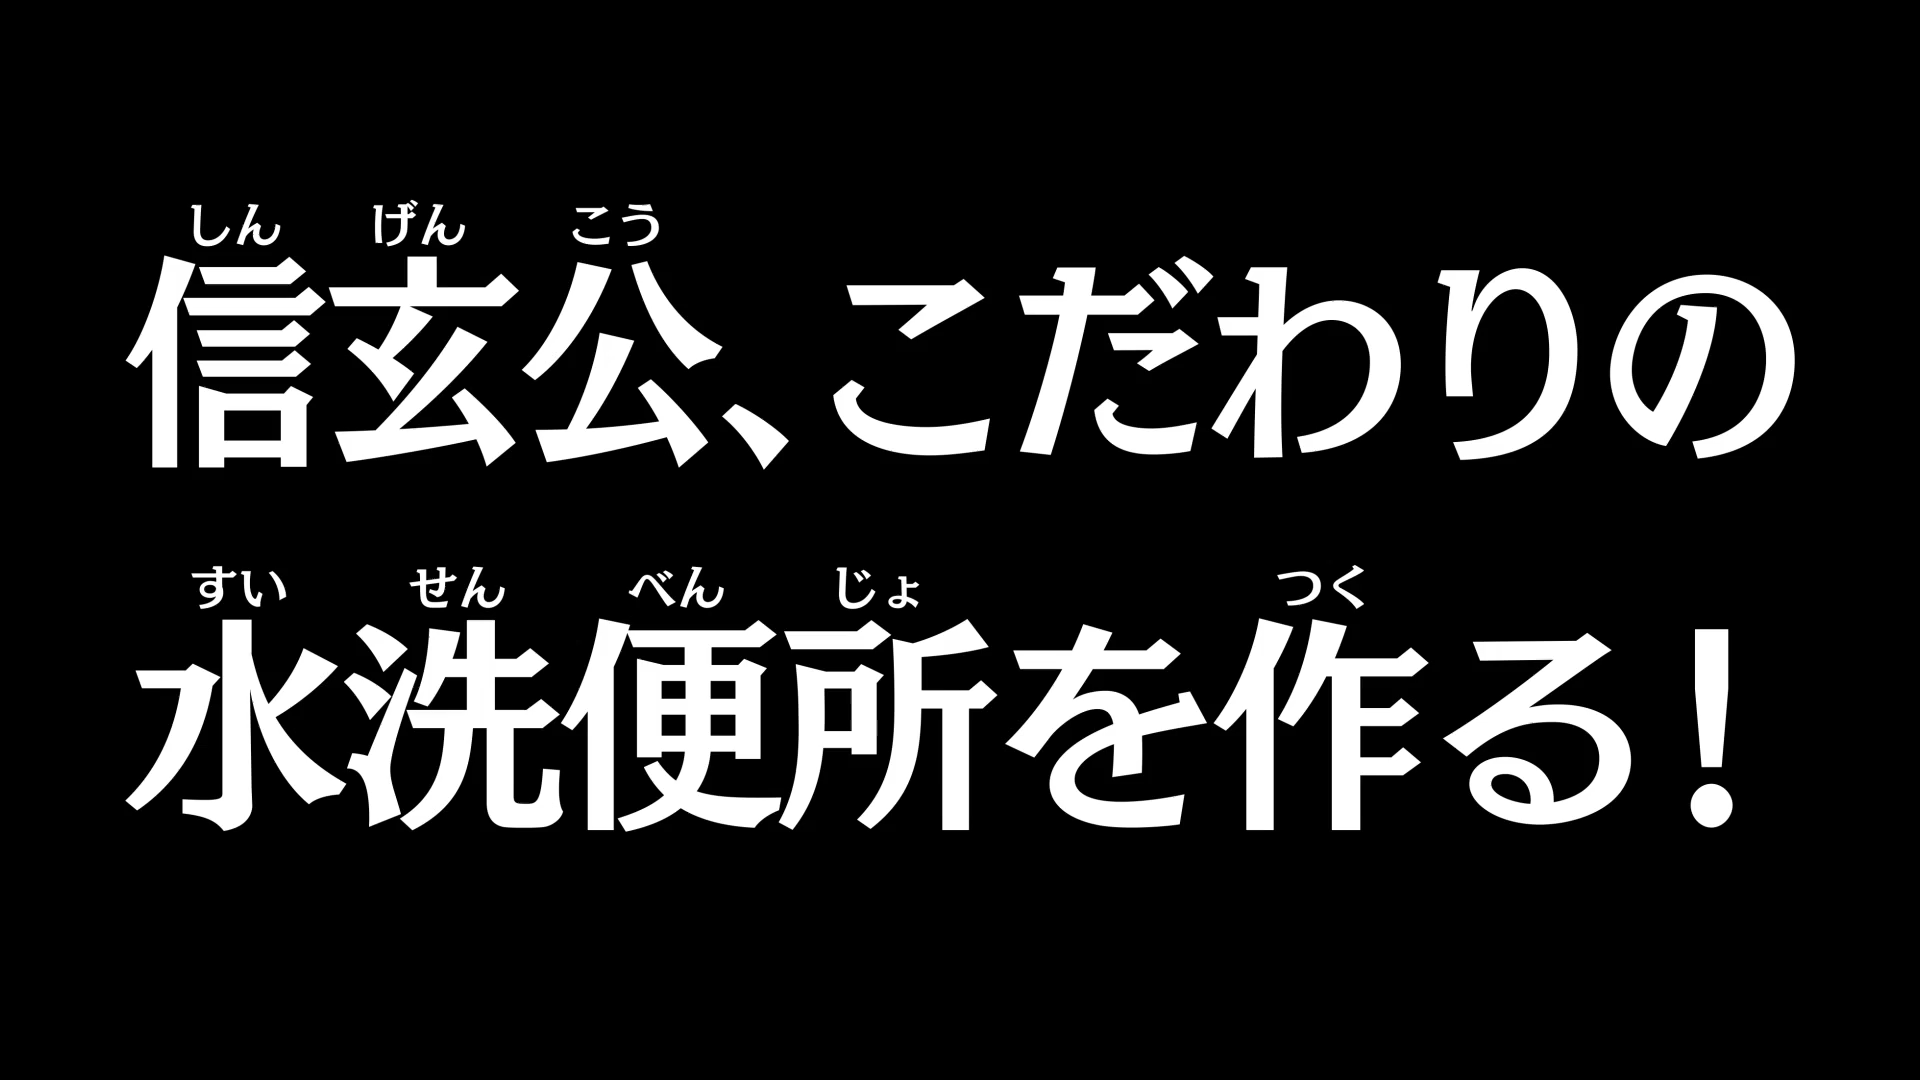 しん げん こう
信玄公、こだわりの
すい せん べん じょ つく
水洗便所を作る！